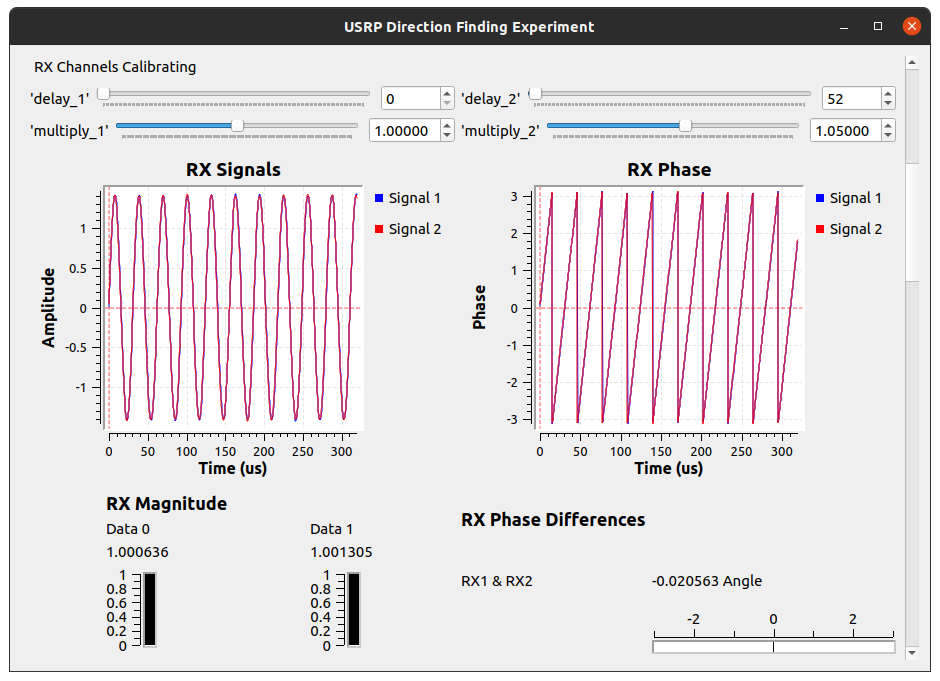 USRP Direction Finding Experiment
RX Channels Calibrating
'delay_1' 0 'delay_2' 52
'multiply_1' 1.00000 'multiply_2' 1.05000
RX Signals
Amplitude
1
0.5
0
-0.5
-1
0 50 100 150 200 250 300
Time (us)
Signal 1
Signal 2
RX Phase
Phase
3
2
1
0
-1
-2
-3
0 50 100 150 200 250 300
Time (us)
Signal 1
Signal 2
RX Magnitude
Data 0
1.000636
1
0.8
0.6
0.4
0.2
0
Data 1
1.001305
1
0.8
0.6
0.4
0.2
0
RX Phase Differences
RX1 & RX2 -0.020563 Angle
-2 0 2